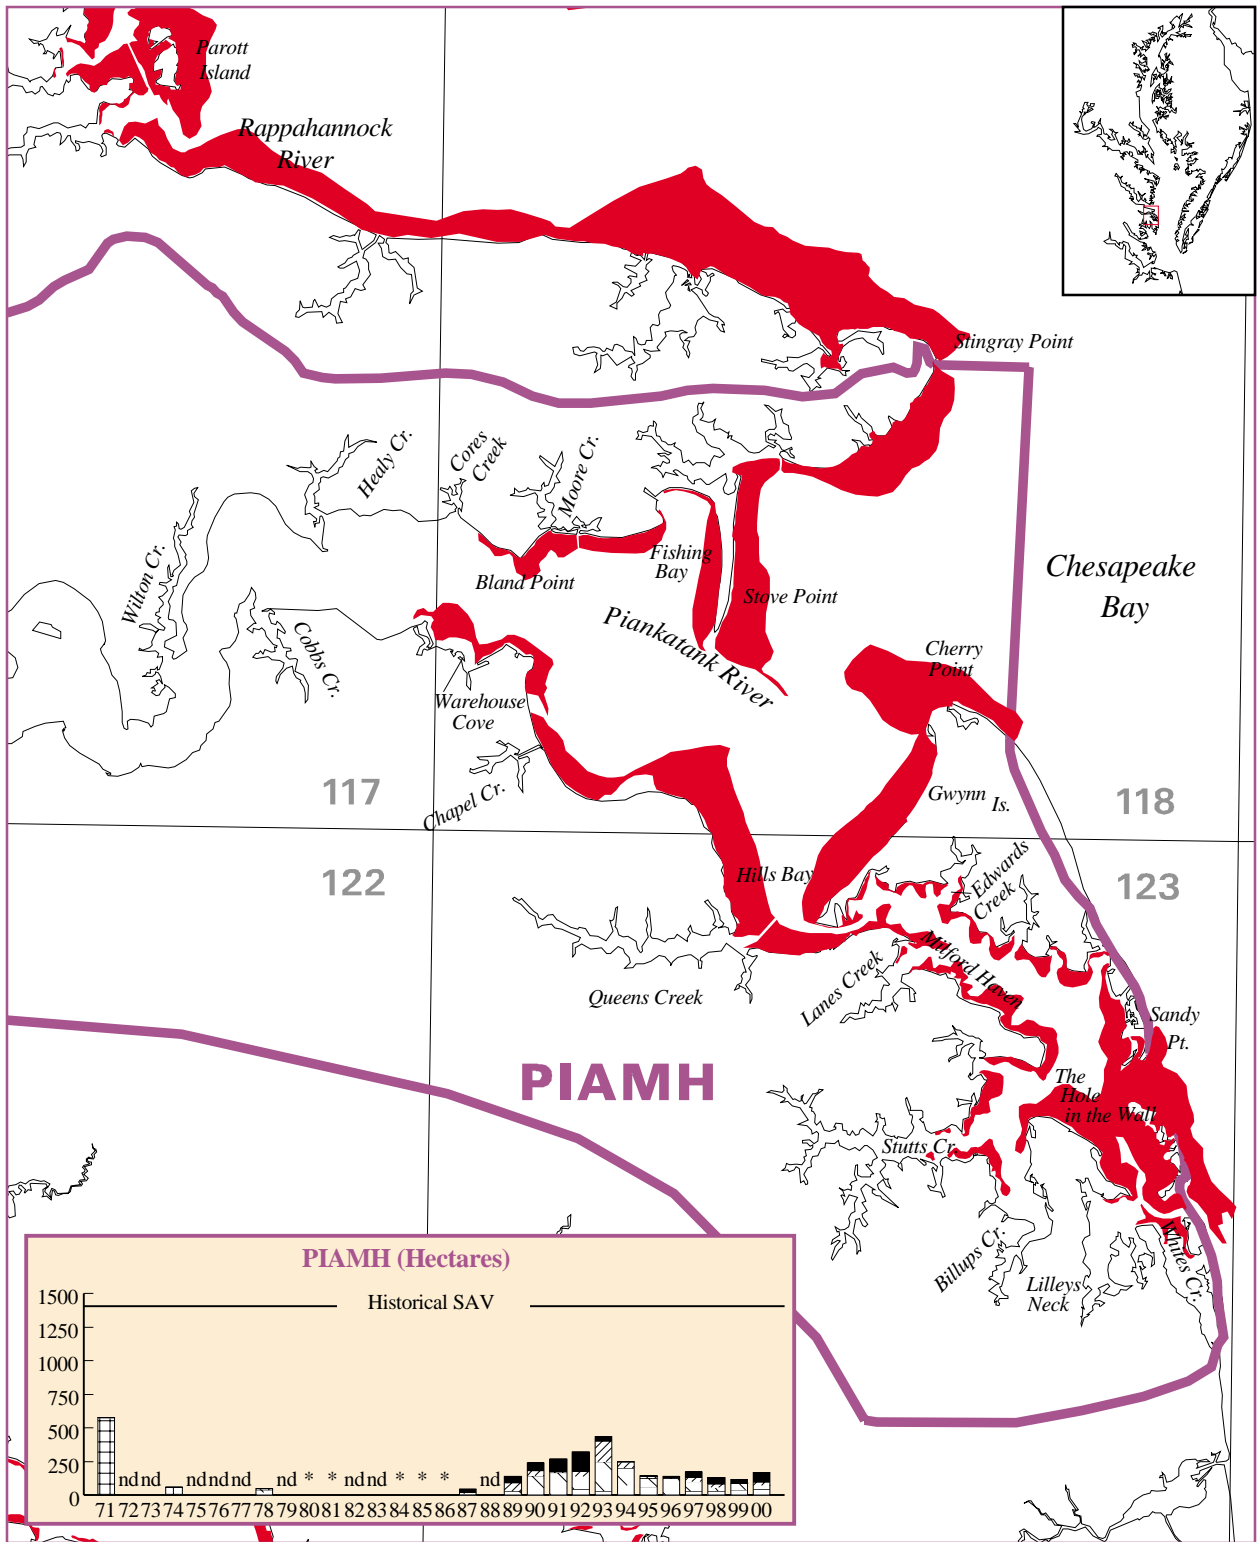 Parott
Island
Rappahannock
River
Stingray Point
Healy Cr.
Cores
Creek
Moore Cr.
Wilton Cr.
Cobbs Cr.
Bland Point
Fishing
Bay
Stove Point
Piankatank River
Chesapeake
Bay
Cherry
Point
Warehouse
Cove
Chapel Cr.
Gwynn Is.
117
118
122
123
Hills Bay
Edwards
Creek
Milford Haven
Lanes Creek
Queens Creek
Sandy
Pt.
PIAMH
The
Hole
in the Wall
Stutts Cr.
Billups Cr.
Lilleys
Neck
Whites Cr.
PIAMH (Hectares)
Historical SAV
1500
1250
1000
750
500
250
0
nd nd nd nd nd nd * * nd nd * * * nd
71 72 73 74 75 76 77 78 79 80 81 82 83 84 85 86 87 88 89 90 91 92 93 94 95 96 97 98 99 00